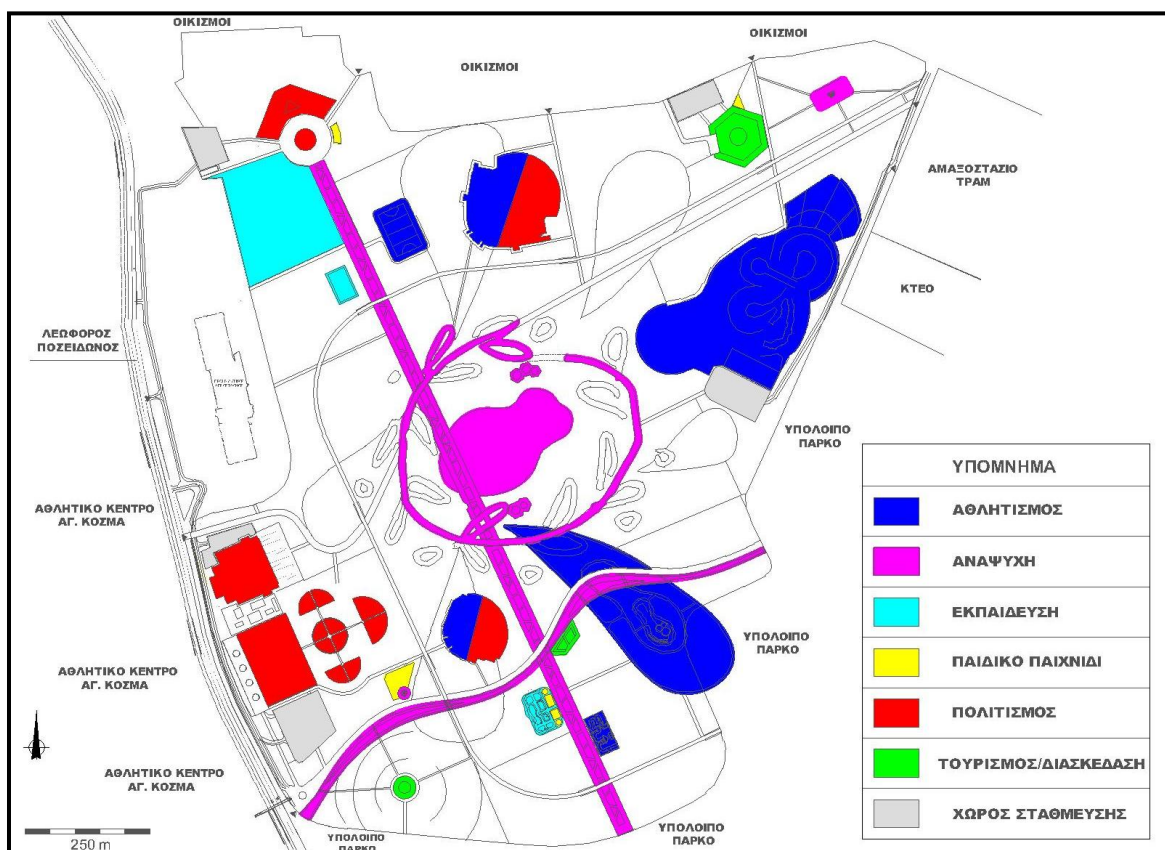 ΟΙΚΙΣΜΟΙ
ΟΙΚΙΣΜΟΙ
ΟΙΚΙΣΜΟΙ
ΑΜΑΞΟΣΤΑΣΙΟ
ΤΡΑΜ
ΚΤΕΟ
ΛΕΩΦΟΡΟΣ
ΠΟΣΕΙΔΩΝΟΣ
ΥΠΟΛΟΙΠΟ
ΠΑΡΚΟ
ΑΘΛΗΤΙΚΟ ΚΕΝΤΡΟ
ΑΓ. ΚΟΣΜΑ
ΑΘΛΗΤΙΚΟ ΚΕΝΤΡΟ
ΑΓ. ΚΟΣΜΑ
ΥΠΟΛΟΙΠΟ
ΠΑΡΚΟ
ΑΘΛΗΤΙΚΟ ΚΕΝΤΡΟ
ΑΓ. ΚΟΣΜΑ
ΥΠΟΛΟΙΠΟ
ΠΑΡΚΟ
ΥΠΟΛΟΙΠΟ
ΠΑΡΚΟ
250 m
ΥΠΟΜΝΗΜΑ
ΑΘΛΗΤΙΣΜΟΣ
ΑΝΑΨΥΧΗ
ΕΚΠΑΙΔΕΥΣΗ
ΠΑΙΔΙΚΟ ΠΑΙΧΝΙΔΙ
ΠΟΛΙΤΙΣΜΟΣ
ΤΟΥΡΙΣΜΟΣ/ΔΙΑΣΚΕΔΑΣΗ
ΧΩΡΟΣ ΣΤΑΘΜΕΥΣΗΣ